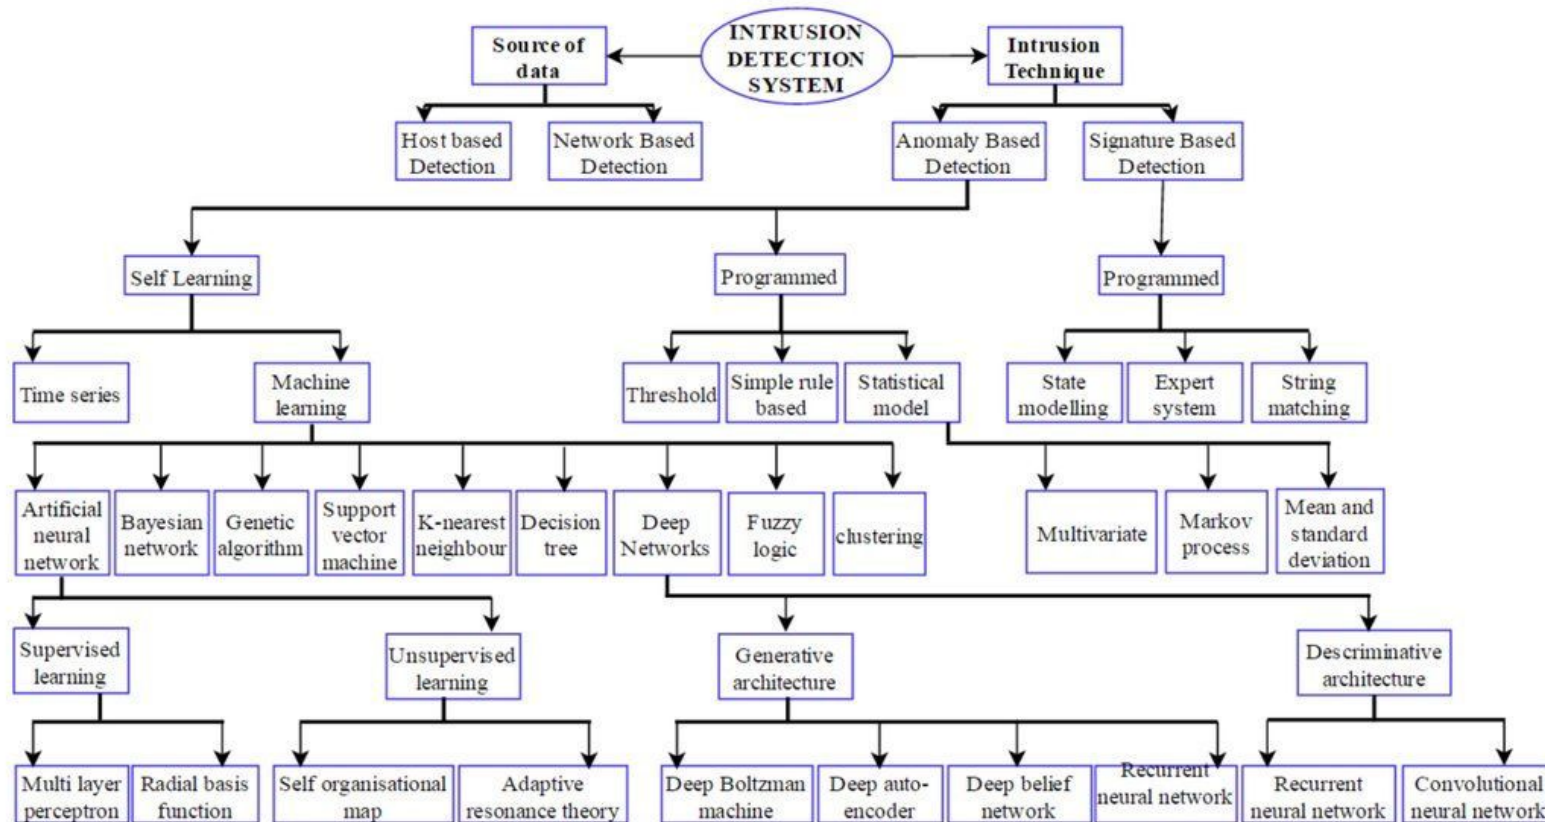 INTRUSION
DETECTION
SYSTEM
Source of
data
Intrusion
Technique
Host based
Detection
Network Based
Detection
Anomaly Based
Detection
Signature Based
Detection
Self Learning
Programmed
Programmed
Time series
Machine
learning
Threshold
Simple rule
based
Statistical
model
State
modelling
Expert
system
String
matching
Artificial
neural
network
Bayesian
network
Genetic
algorithm
Support
vector
machine
K-nearest
neighbour
Decision
tree
Deep
Networks
Fuzzy
logic
clustering
Multivariate
Markov
process
Mean and
standard
deviation
Supervised
learning
Unsupervised
learning
Generative
architecture
Descriminative
architecture
Multi layer
perceptron
Radial basis
function
Self organisational
map
Adaptive
resonance theory
Deep Boltzman
machine
Deep auto-
encoder
Deep belief
network
Recurrent
neural network
Recurrent
neural network
Convolutional
neural network